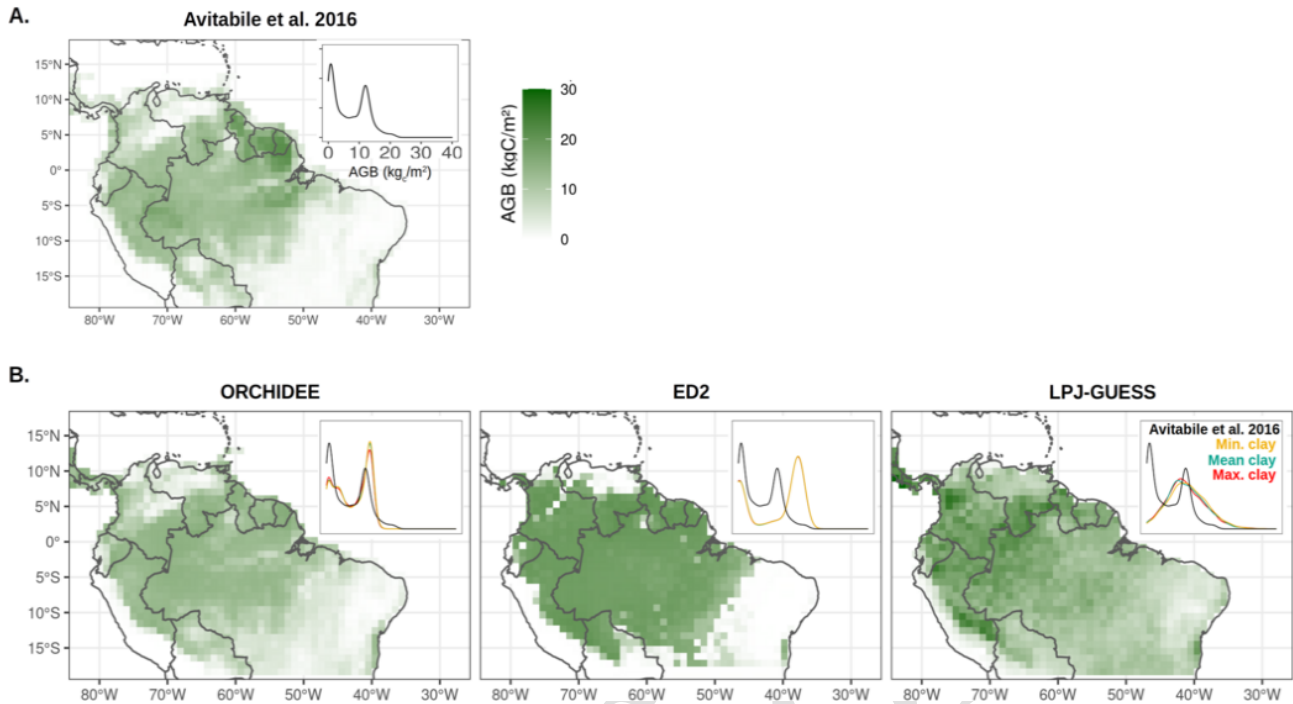 A.
Avitabile et al. 2016
15°N
10°N
5°N
0°
5°S
10°S
15°S
80°W 70°W 60°W 50°W 40°W 30°W
0 10 20 30 40
AGB (kgc/m²)
AGB (kgC/m²)
30
20
10
0
B.
ORCHIDEE
ED2
LPJ-GUESS
15°N
10°N
5°N
0°
5°S
10°S
15°S
Avitabile et al. 2016
Min. clay
Mean clay
Max. clay
80°W 70°W 60°W 50°W 40°W 30°W
80°W 70°W 60°W 50°W 40°W 30°W
80°W 70°W 60°W 50°W 40°W 30°W